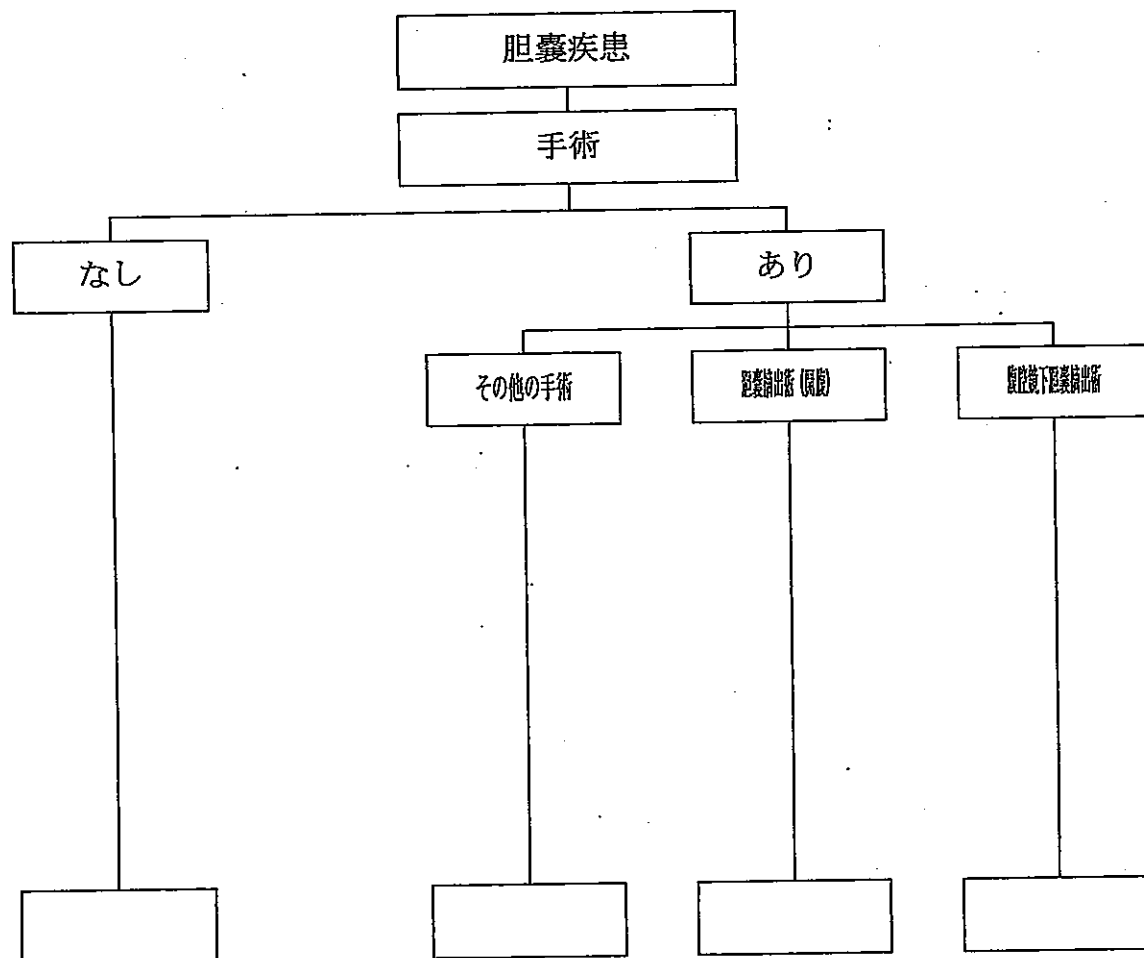 胆嚢疾患
手術
なし
あり
その他の手術
胆嚢摘出術（開腹）
腹腔鏡下胆嚢摘出術